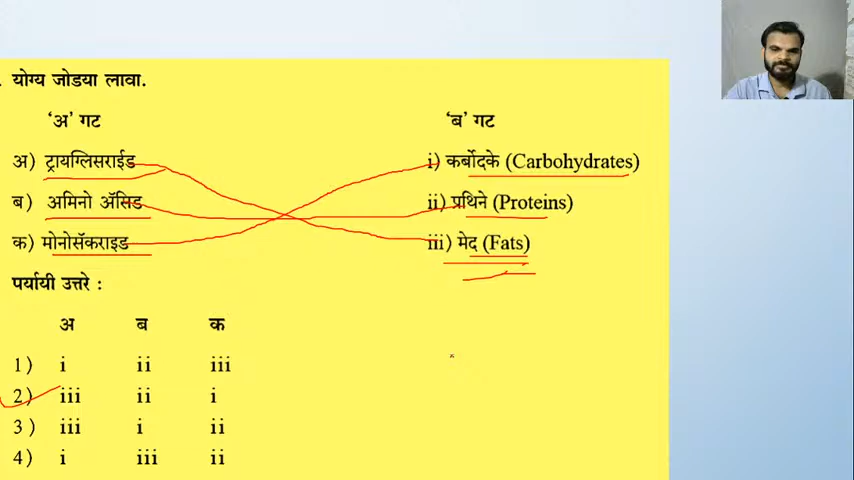 . योग्य जोडया लावा.
‘अ’ गट ‘ब’ गट
अ) ट्रायग्लिसराईड i) कर्बोदके (Carbohydrates)
ब) अमिनो ॲसिड ii) प्रथिने (Proteins)
क) मोनोसॅकराइड iii) मेद (Fats)
पर्यायी उत्तरे :
अ ब क
1) i ii iii
2) iii ii i
3) iii i ii
4) i iii ii